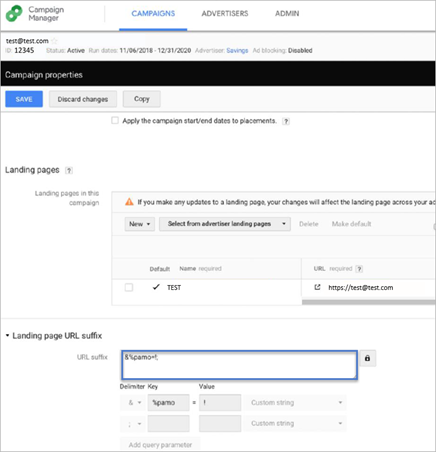 Campaign Manager CAMPAIGNS ADVERTISERS ADMIN
test@test.com
ID: 12345 Status: Active Run dates: 11/06/2018 - 12/31/2020 Advertiser: Savings Ad blocking: Disabled
Campaign properties
SAVE Discard changes Copy
Apply the campaign start/end dates to placements. ?
Landing pages ?
Landing pages in this campaign
If you make any updates to a landing page, your changes will affect the landing page across your ad
New Select from advertiser landing pages Delete Make default
Default Name required URL required ?
TEST https://test@test.com
Landing page URL suffix
URL suffix
&%pamo=!;
Delimiter Key Value
& %pamo = ! Custom string
; Custom string
Add query parameter